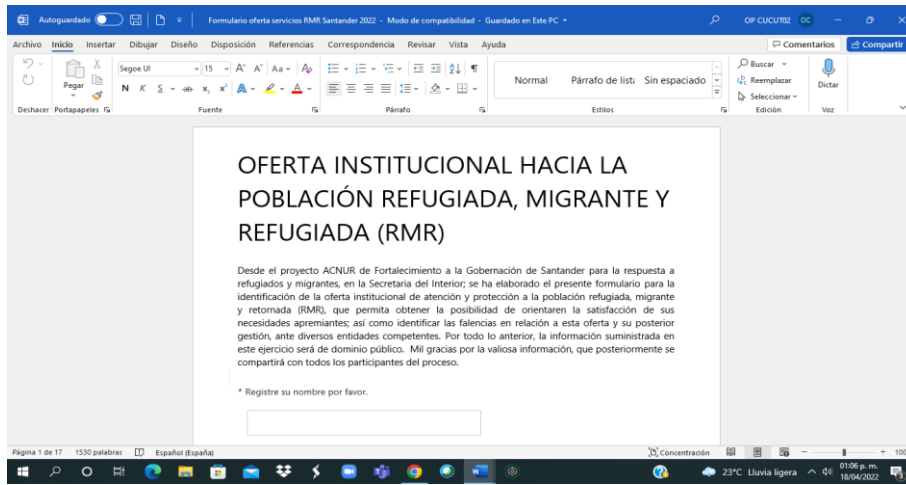 Autoguardado
Formulario oferta servicios RMR Santander 2022 - Modo de compatibilidad - Guardado en Este PC
OP CUCUT02
OC
Archivo Inicio Insertar Dibujar Diseño Disposición Referencias Correspondencia Revisar Vista Ayuda
Comentarios
Compartir
Pegar
Segoe UI
15
Normal
Párrafo de lista
Sin espaciado
Buscar
Reemplazar
Seleccionar
Dictar
Deshacer
Portapapeles
Fuente
Párrafo
Estilos
Edición
Voz
OFERTA INSTITUCIONAL HACIA LA
POBLACIÓN REFUGIADA, MIGRANTE Y
REFUGIADA (RMR)
Desde el proyecto ACNUR de Fortalecimiento a la Gobernación de Santander para la respuesta a
refugiados y migrantes, en la Secretaria del Interior; se ha elaborado el presente formulario para la
identificación de la oferta institucional de atención y protección a la población refugiada, migrante
y retornada (RMR), que permita obtener la posibilidad de orientaren la satisfacción de sus
necesidades apremiantes; así como identificar las falencias en relación a esta oferta y su posterior
gestión, ante diversos entidades competentes. Por todo lo anterior, la información suministrada en
este ejercicio será de dominio público. Mil gracias por la valiosa información, que posteriormente se
compartirá con todos los participantes del proceso.
* Registre su nombre por favor.
Página 1 de 17
1530 palabras
Español (España)
Concentración
100
23°C Lluvia ligera
01:06 p. m.
18/04/2022